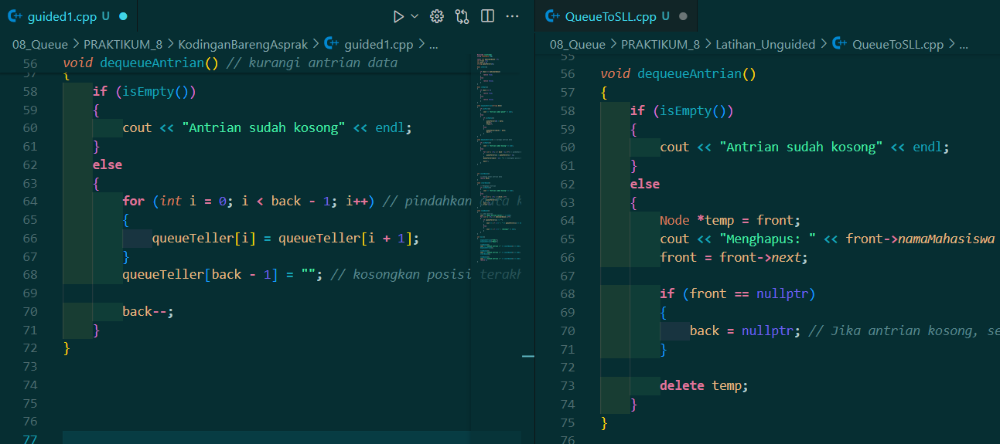 guided1.cpp U
08_Queue > PRAKTIKUM_8 > KodinganBarengAsprak > guided1.cpp > ...
56 void dequeueAntrian() // kurangi antrian data
57 {
58 if (isEmpty())
59 {
60 cout << "Antrian sudah kosong" << endl;
61 }
62 else
63 {
64 for (int i = 0; i < back - 1; i++) // pindahkan data k
65 {
66 queueTeller[i] = queueTeller[i + 1];
67 }
68 queueTeller[back - 1] = ""; // kosongkan posisi terakh
69
70 back--;
71 }
72 }
73
74
75
76
77
QueueToSLL.cpp U
08_Queue > PRAKTIKUM_8 > Latihan_Unguided > QueueToSLL.cpp > ...
55
56 void dequeueAntrian()
57 {
58 if (isEmpty())
59 {
60 cout << "Antrian sudah kosong" << endl;
61 }
62 else
63 {
64 Node *temp = front;
65 cout << "Menghapus: " << front->namaMahasiswa
66 front = front->next;
67
68 if (front == nullptr)
69 {
70 back = nullptr; // Jika antrian kosong, se
71 }
72
73 delete temp;
74 }
75 }
76